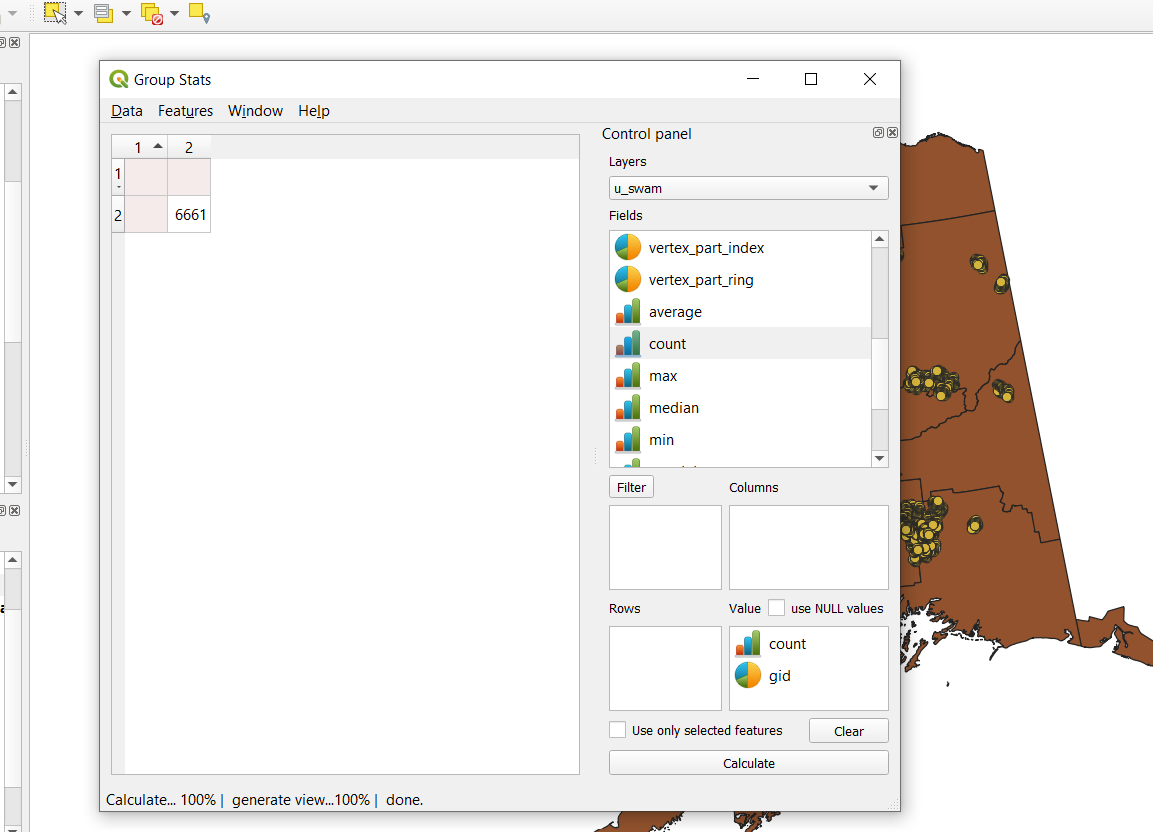 Group Stats
Data Features Window Help
Control panel
1 2
Layers
1
u_swam
2 6661
Fields
vertex_part_index
vertex_part_ring
average
count
max
median
min
Filter Columns
Rows Value use NULL values
count
gid
Use only selected features Clear
Calculate
Calculate... 100% | generate view...100% | done.